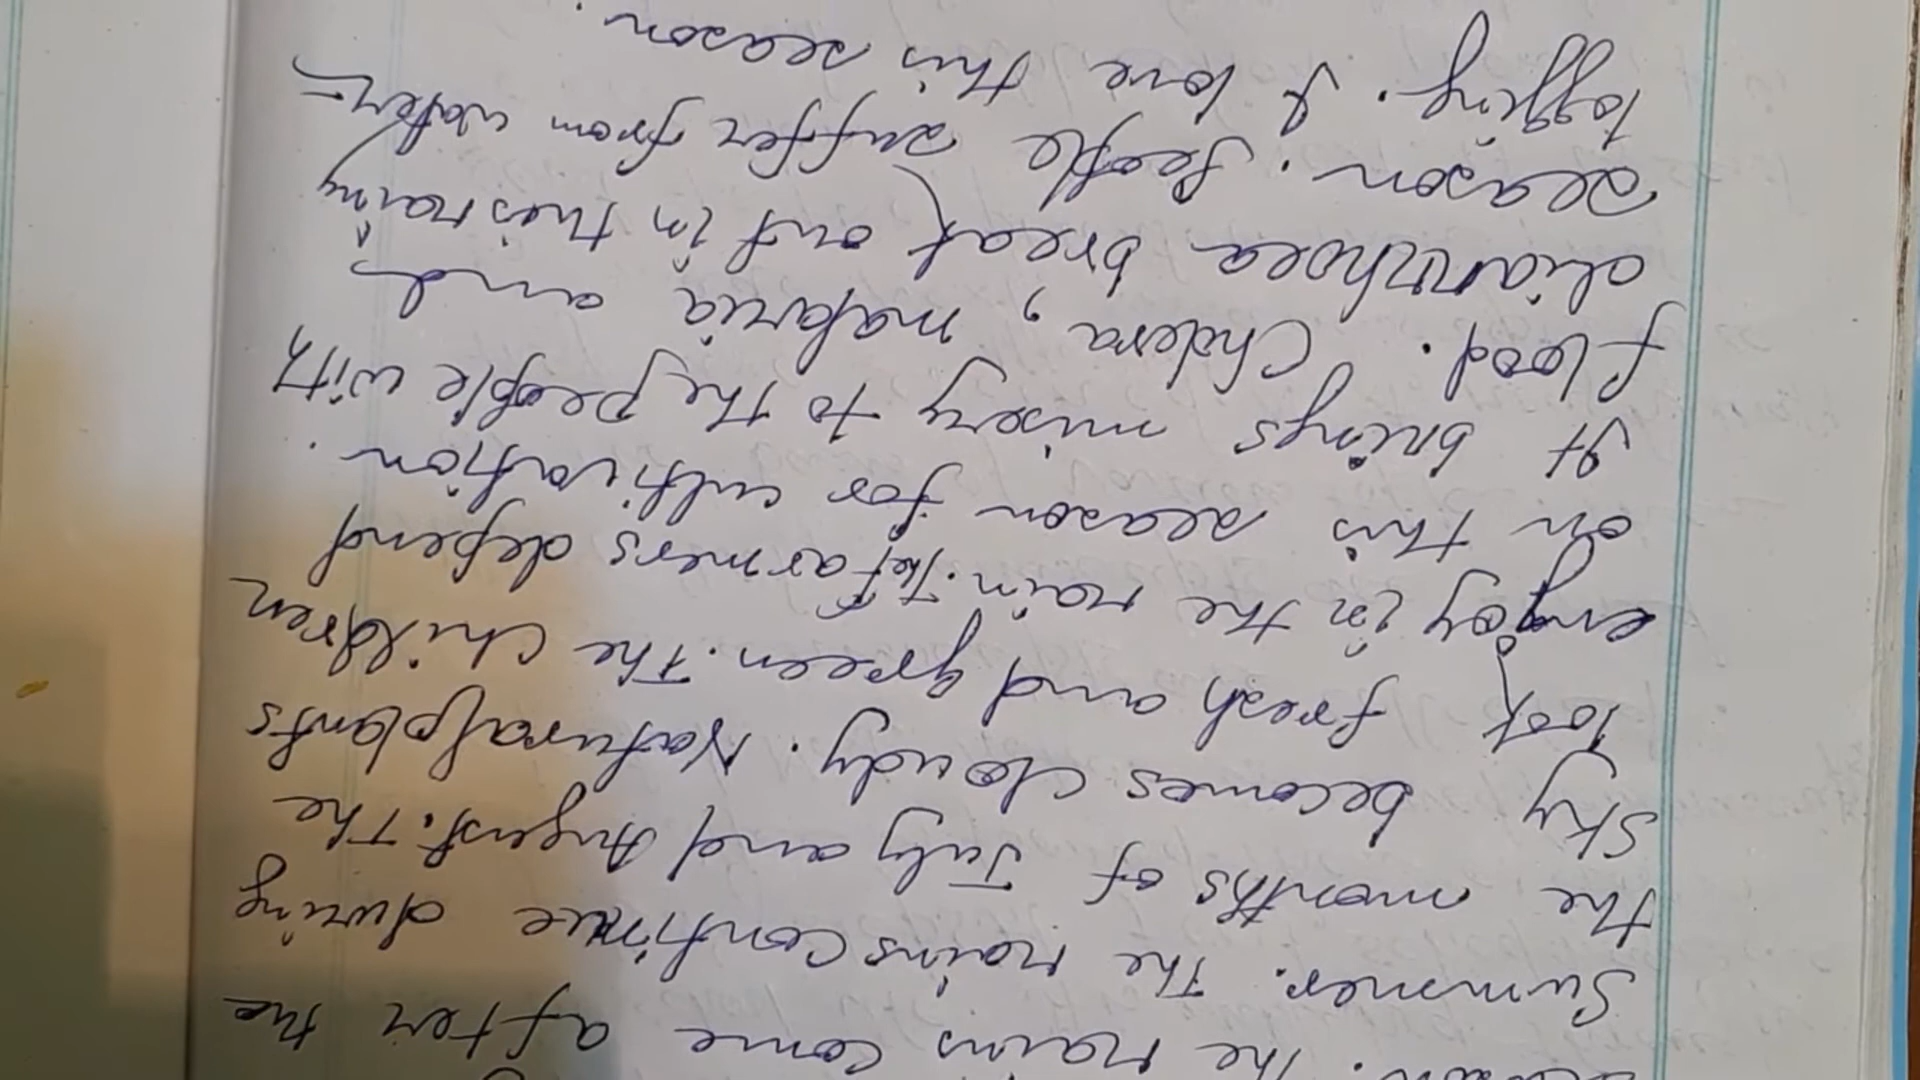 season. The rains come after the
Summer. The rains continue during
the months of July and August. The
Sky becomes cloudy. Natural plants
look fresh and green. The children
enjoy in the rain. The farmers depend
on this season for cultivation.
It brings misery to the people with
flood. Cholera, malaria and
diarrhoea break out in this rainy
season. People suffer from water-
logging. I love this season.